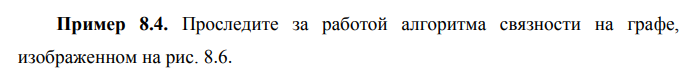 Пример 8.4. Проследите за работой алгоритма связности на графе,
изображенном на рис. 8.6.